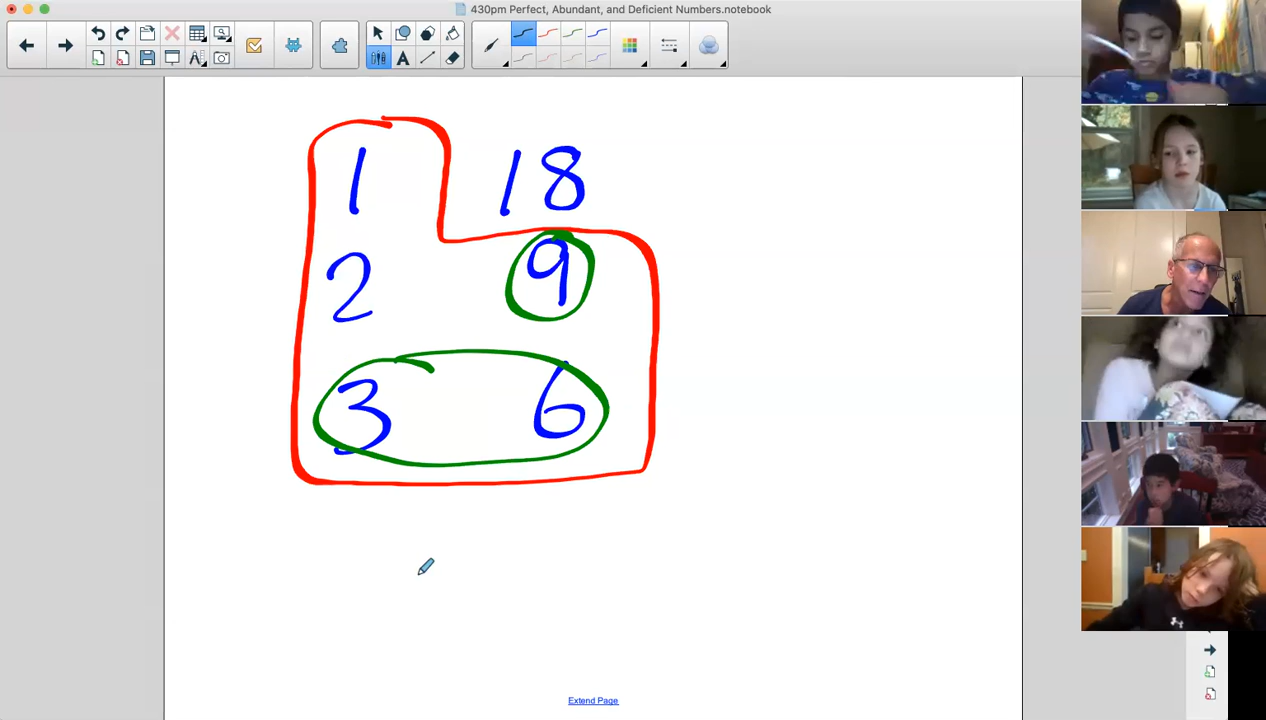 430pm Perfect, Abundant, and Deficient Numbers.notebook
A
1 18
2 9
3 6
Extend Page